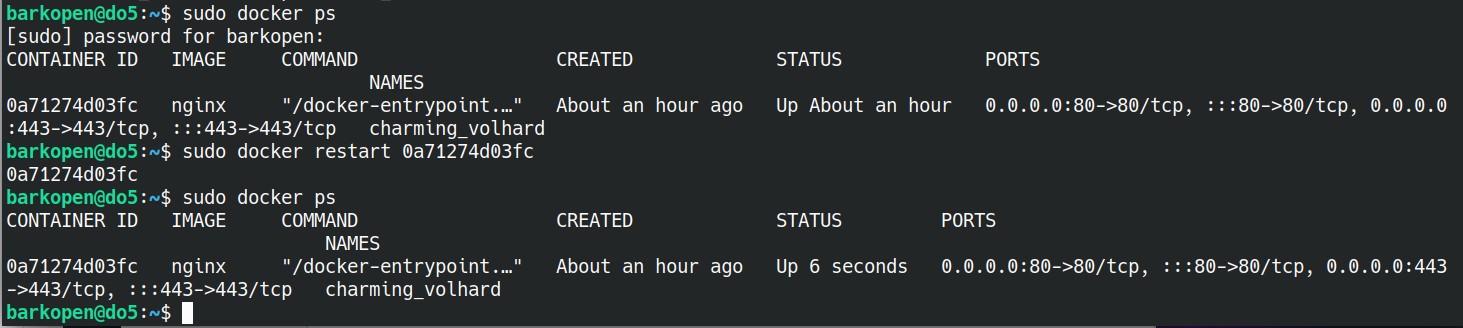 barkopen@do5:~$ sudo docker ps
[sudo] password for barkopen:
CONTAINER ID   IMAGE     COMMAND                  CREATED             STATUS             PORTS
                                 NAMES
0a71274d03fc   nginx     "/docker-entrypoint.…"   About an hour ago   Up About an hour   0.0.0.0:80->80/tcp, :::80->80/tcp, 0.0.0.0
:443->443/tcp, :::443->443/tcp   charming_volhard
barkopen@do5:~$ sudo docker restart 0a71274d03fc
0a71274d03fc
barkopen@do5:~$ sudo docker ps
CONTAINER ID   IMAGE     COMMAND                  CREATED             STATUS         PORTS
                             NAMES
0a71274d03fc   nginx     "/docker-entrypoint.…"   About an hour ago   Up 6 seconds   0.0.0.0:80->80/tcp, :::80->80/tcp, 0.0.0.0:443
->443/tcp, :::443->443/tcp   charming_volhard
barkopen@do5:~$